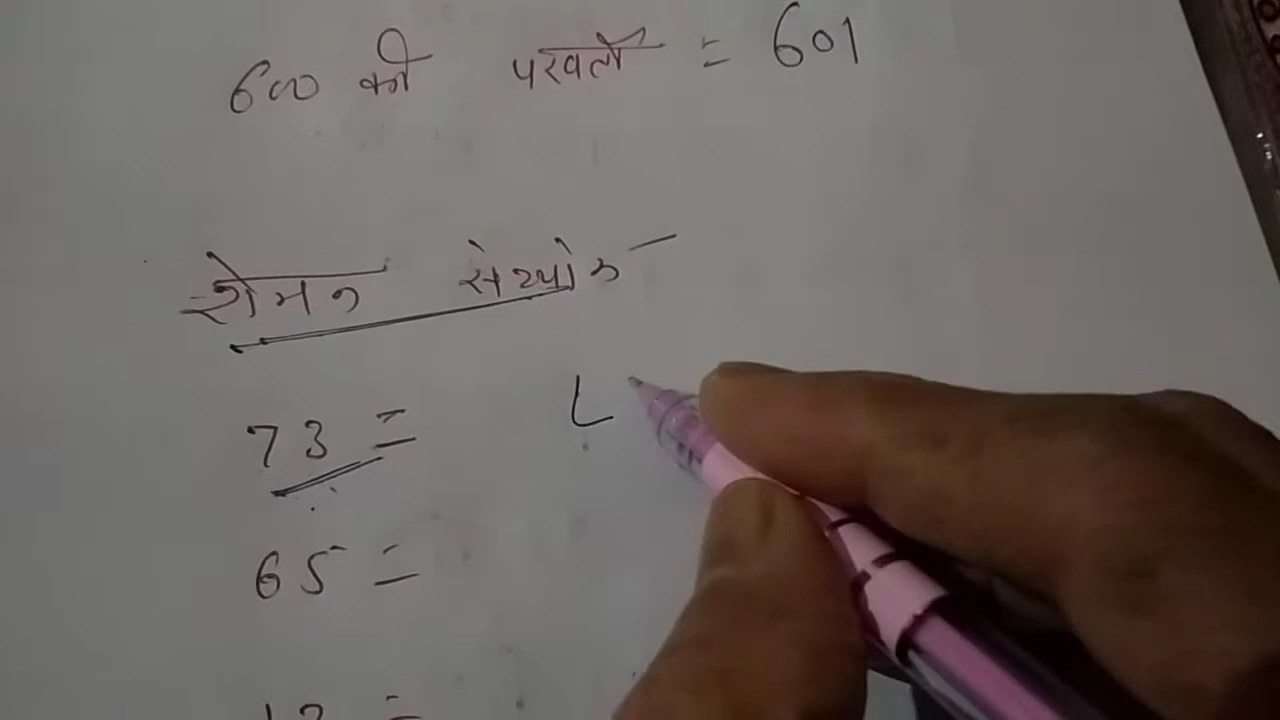 600 की परवर्ती = 601
रोमन संख्यांक –
73 = L
65 =